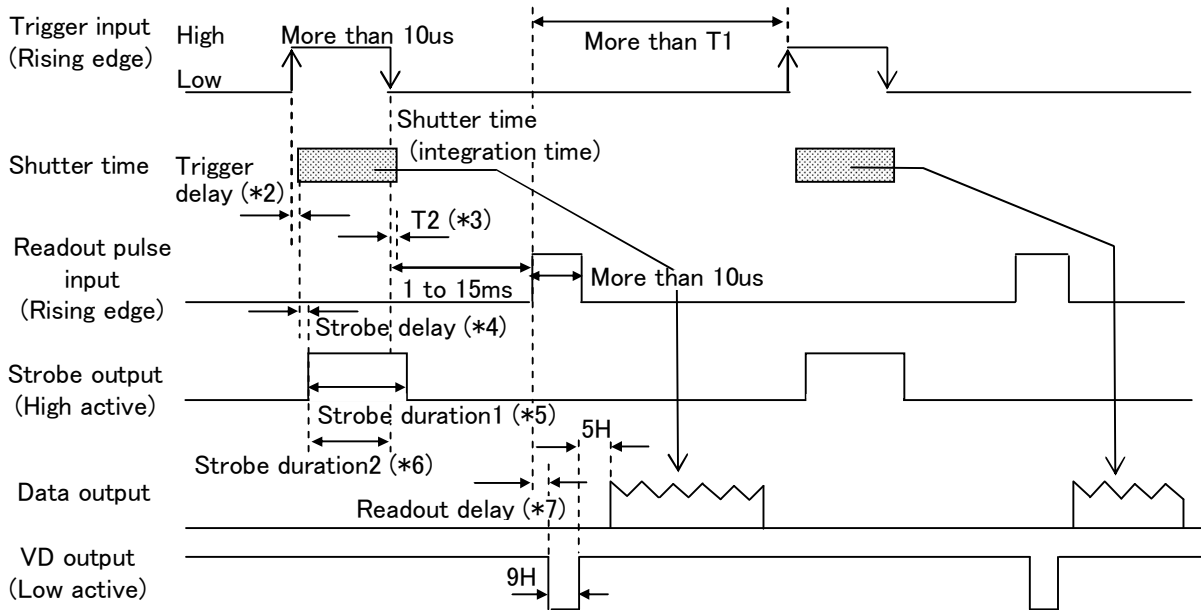 Trigger input
(Rising edge)
High
More than 10us
Low
More than T1
Shutter time
(integration time)
Shutter time
Trigger
delay (*2)
T2 (*3)
Readout pulse
input
(Rising edge)
1 to 15ms
More than 10us
Strobe delay (*4)
Strobe output
(High active)
Strobe duration1 (*5)
5H
Strobe duration2 (*6)
Data output
Readout delay (*7)
VD output
(Low active)
9H